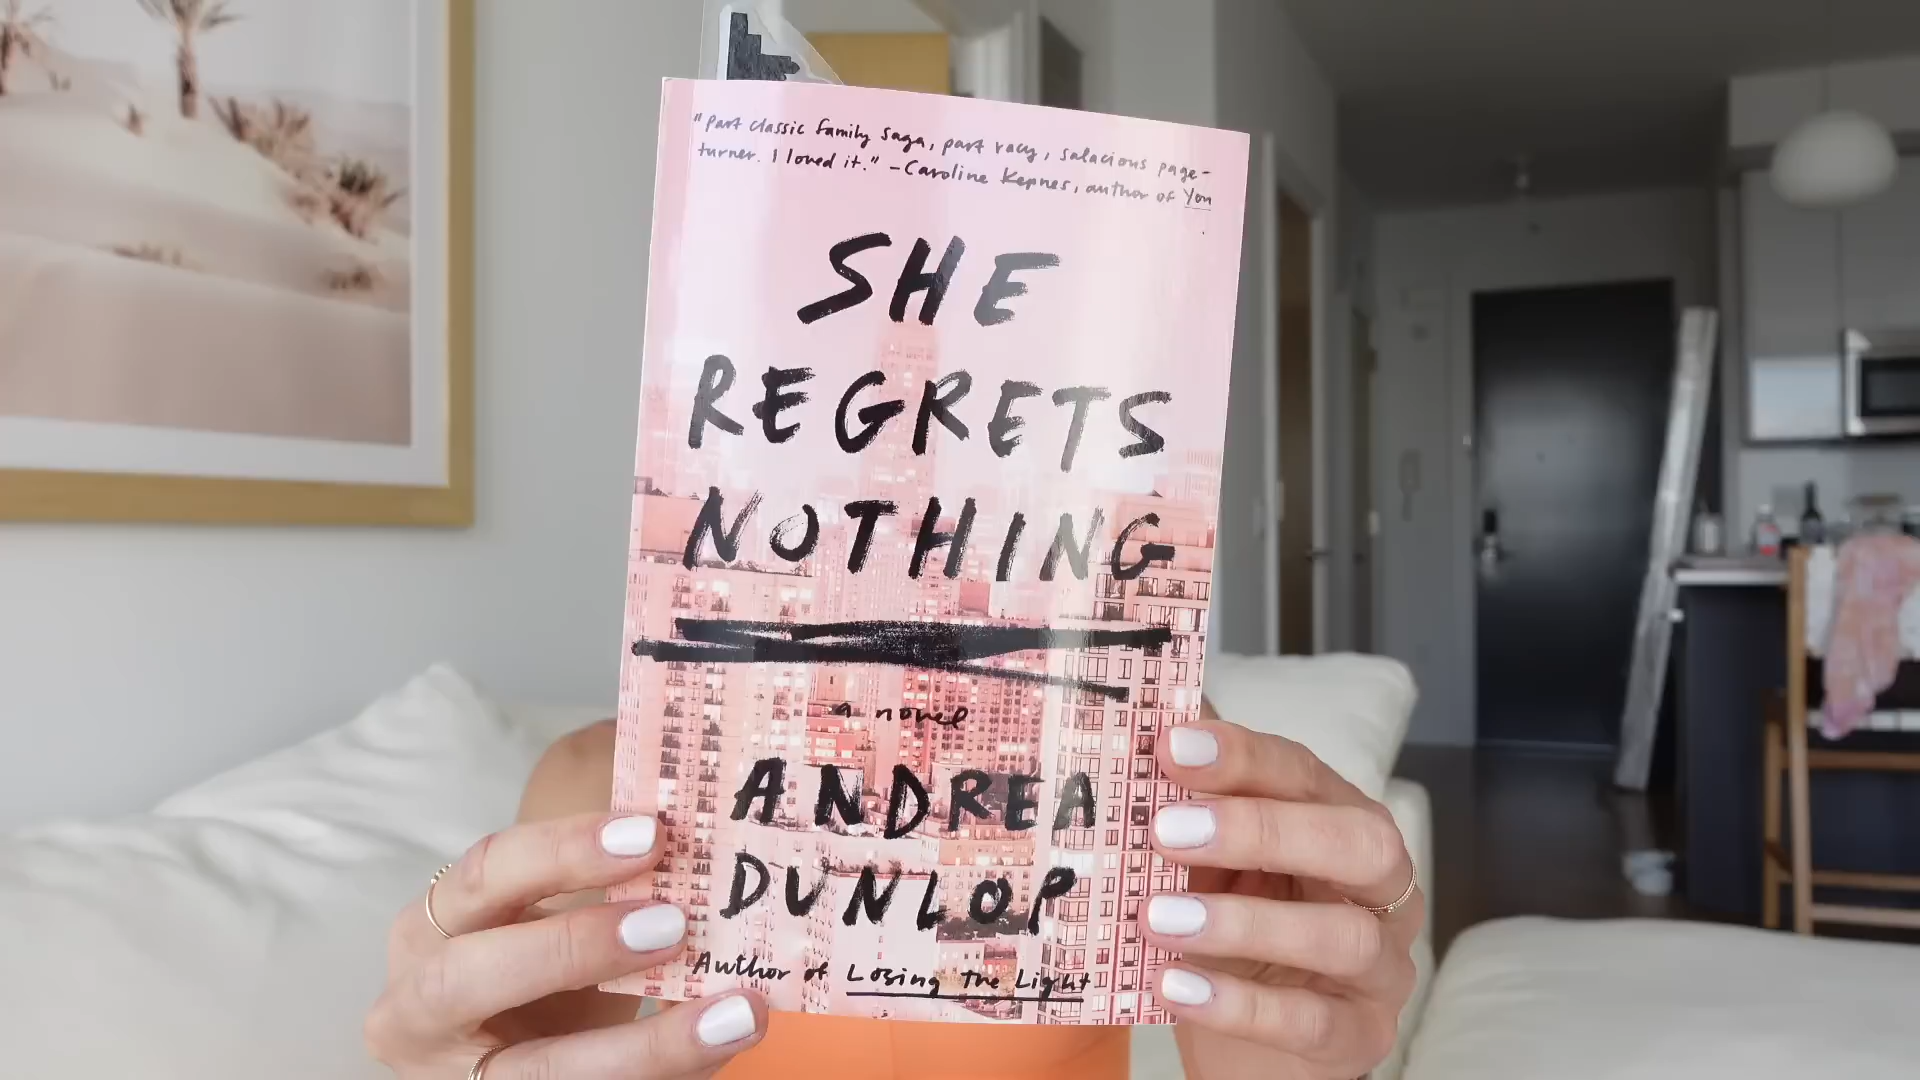 "part classic family saga, part racy, salacious page-
turner. I loved it." -Caroline Kepnes, author of You
SHE
REGRETS
NOTHING
a novel
ANDREA
DUNLOP
Author of Losing The Light